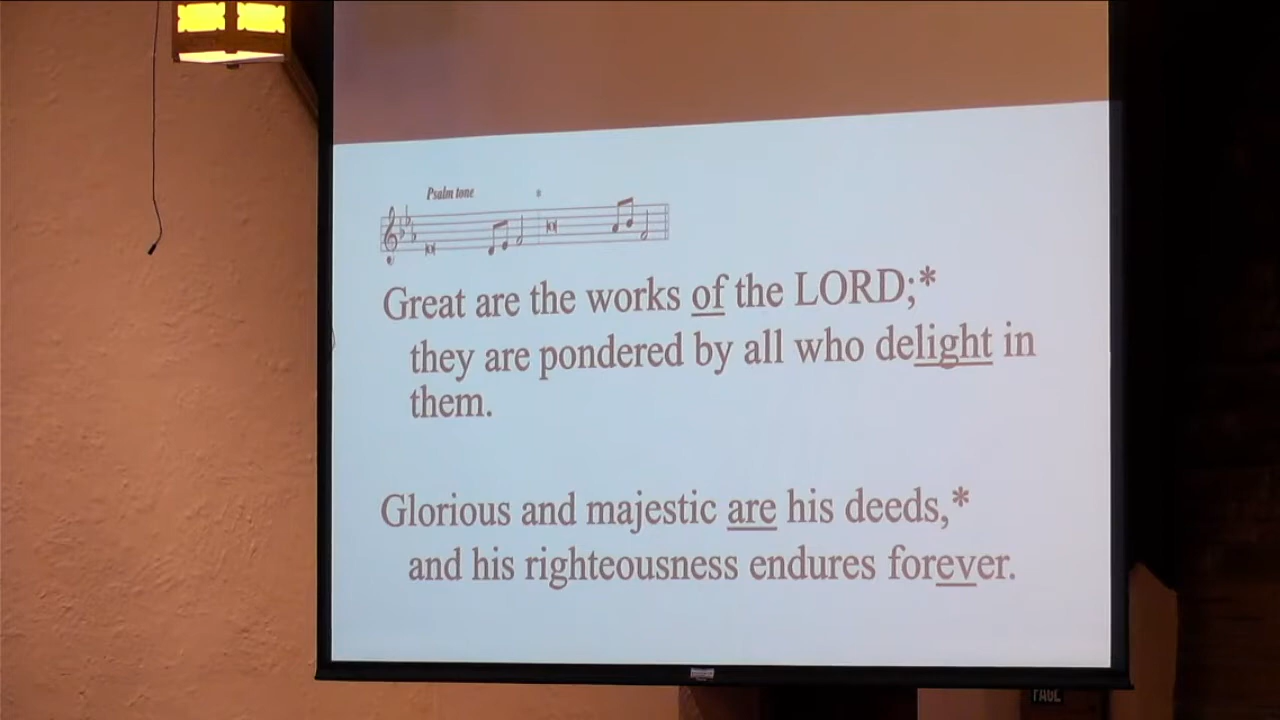 Psalm tone *
Great are the works of the LORD;*
they are pondered by all who delight in
them.
Glorious and majestic are his deeds,*
and his righteousness endures forever.
PAGE